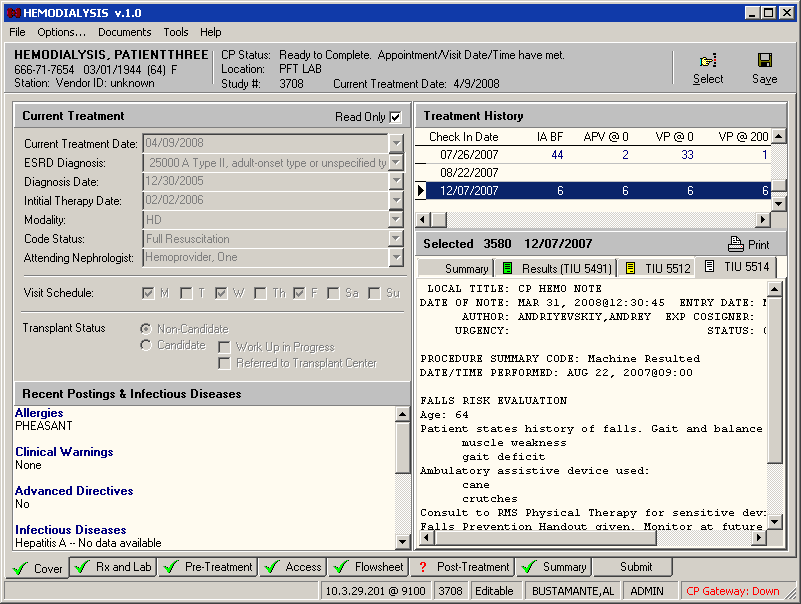 HEMODIALYSIS v.1.0
File Options... Documents Tools Help
HEMODIALYSIS, PATIENTTHREE
666-71-7654 03/01/1944 (64) F
Station: Vendor ID: unknown
CP Status: Ready to Complete. Appointment/Visit Date/Time have met.
Location: PFT LAB
Study #: 3708 Current Treatment Date: 4/9/2008
Select Save
Current Treatment Read Only
Current Treatment Date: 04/09/2008
ESRD Diagnosis: 25000 A Type II, adult-onset type or unspecified ty
Diagnosis Date: 12/30/2005
Intitial Therapy Date: 02/02/2006
Modality: HD
Code Status: Full Resuscitation
Attending Nephrologist: Hemoprovider, One
Visit Schedule: M T W Th F Sa Su
Transplant Status Non-Candidate
Candidate Work Up in Progress
Referred to Transplant Center
Recent Postings & Infectious Diseases
Allergies
PHEASANT
Clinical Warnings
None
Advanced Directives
No
Infectious Diseases
Hepatitis A -- No data available
Treatment History
Check In Date IA BF APV @ 0 VP @ 0 VP @ 200
07/26/2007 44 2 33 1
08/22/2007
12/07/2007 6 6 6 6
Selected 3580 12/07/2007 Print
Summary Results (TIU 5491) TIU 5512 TIU 5514
LOCAL TITLE: CP HEMO NOTE
DATE OF NOTE: MAR 31, 2008@12:30:45 ENTRY DATE:
AUTHOR: ANDRIYEVSKIY,ANDREY EXP COSIGNER:
URGENCY: STATUS:
PROCEDURE SUMMARY CODE: Machine Resulted
DATE/TIME PERFORMED: AUG 22, 2007@09:00
FALLS RISK EVALUATION
Age: 64
Patient states history of falls. Gait and balance
muscle weakness
gait deficit
Ambulatory assistive device used:
cane
crutches
Consult to RMS Physical Therapy for sensitive dev
Falls Prevention Handout given. Monitor at future
Cover Rx and Lab Pre-Treatment Access Flowsheet ? Post-Treatment Summary Submit
10.3.29.201 @ 9100 3708 Editable BUSTAMANTE,AL ADMIN CP Gateway: Down